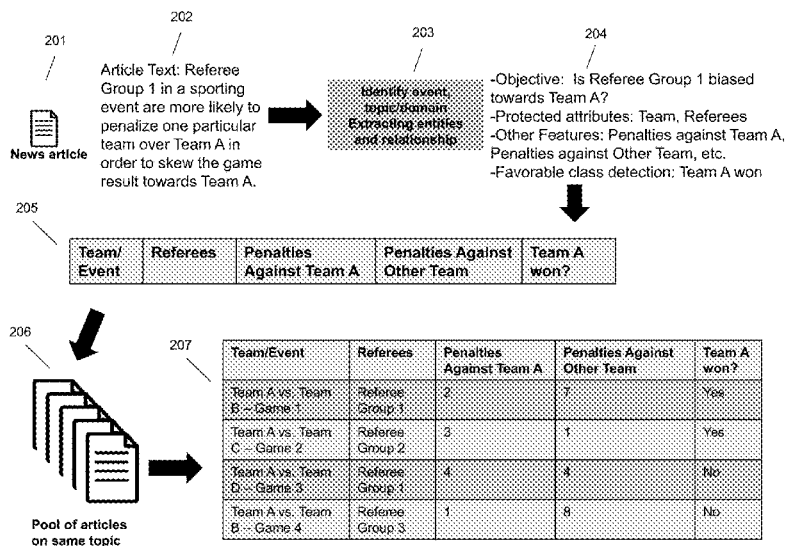 201
202
203
204
News article
Article Text: Referee
Group 1 in a sporting
event are more likely to
penalize one particular
team over Team A in
order to skew the game
result towards Team A.
Identify event,
topic/domain
Extracting entities
and relationship
-Objective: Is Referee Group 1 biased
towards Team A?
-Protected attributes: Team, Referees
-Other Features: Penalties against Team A,
Penalties against Other Team, etc.
-Favorable class detection: Team A won
205
Team/
Event
Referees
Penalties
Against Team A
Penalties Against
Other Team
Team A
won?
206
Pool of articles
on same topic
207
Team/Event
Referees
Penalties
Against Team A
Penalties Against
Other Team
Team A
won?
Team A vs. Team
B – Game 1
Referee
Group 1
2
7
Yes
Team A vs. Team
C – Game 2
Referee
Group 2
3
1
Yes
Team A vs. Team
D – Game 3
Referee
Group 1
4
4
No
Team A vs. Team
B – Game 4
Referee
Group 3
1
8
No